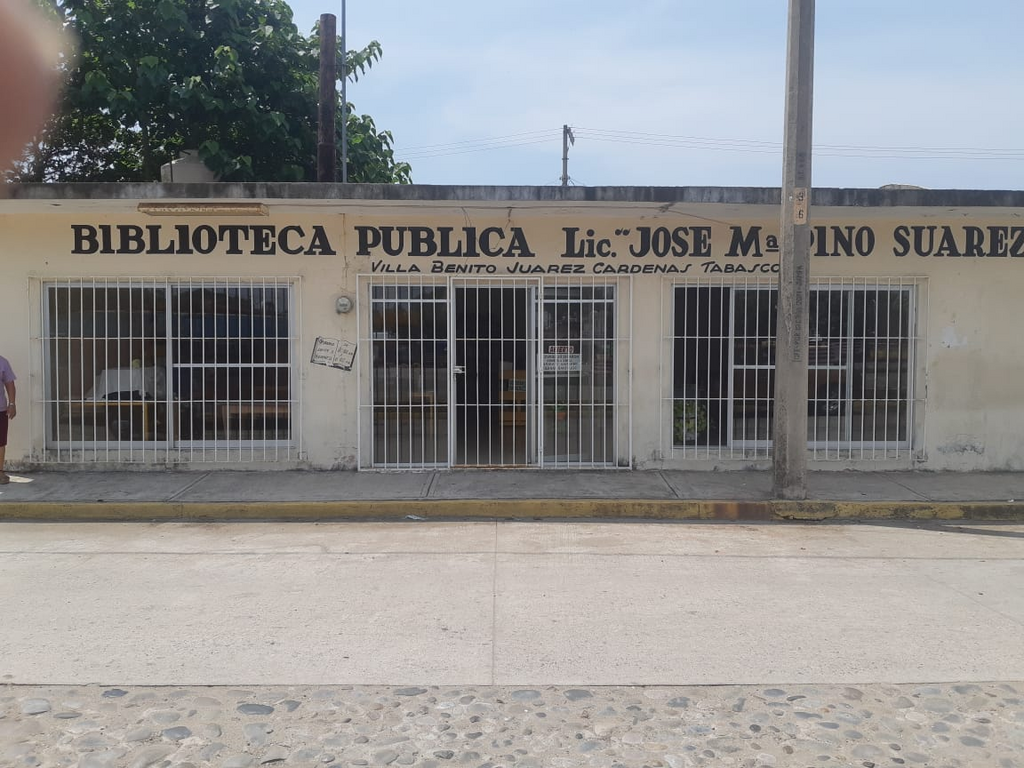 BIBLIOTECA PUBLICA Lic."" JOSE Mª PINO SUAREZ
VILLA BENITO JUAREZ CARDENAS TABASCO